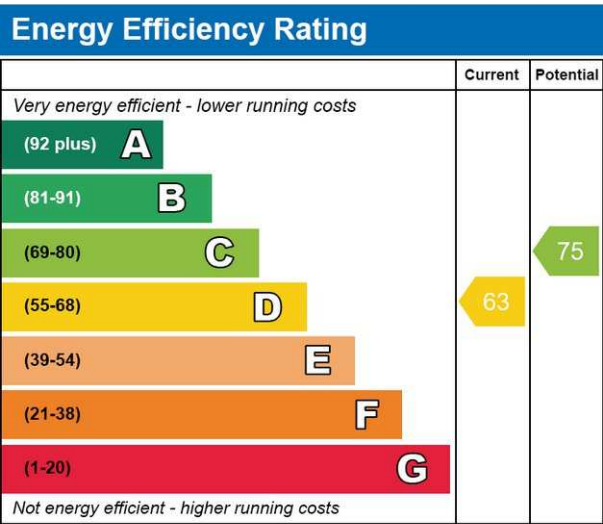 Energy Efficiency Rating
Current Potential
Very energy efficient - lower running costs
(92 plus) A
(81-91) B
(69-80) C 75
(55-68) D 63
(39-54) E
(21-38) F
(1-20) G
Not energy efficient - higher running costs